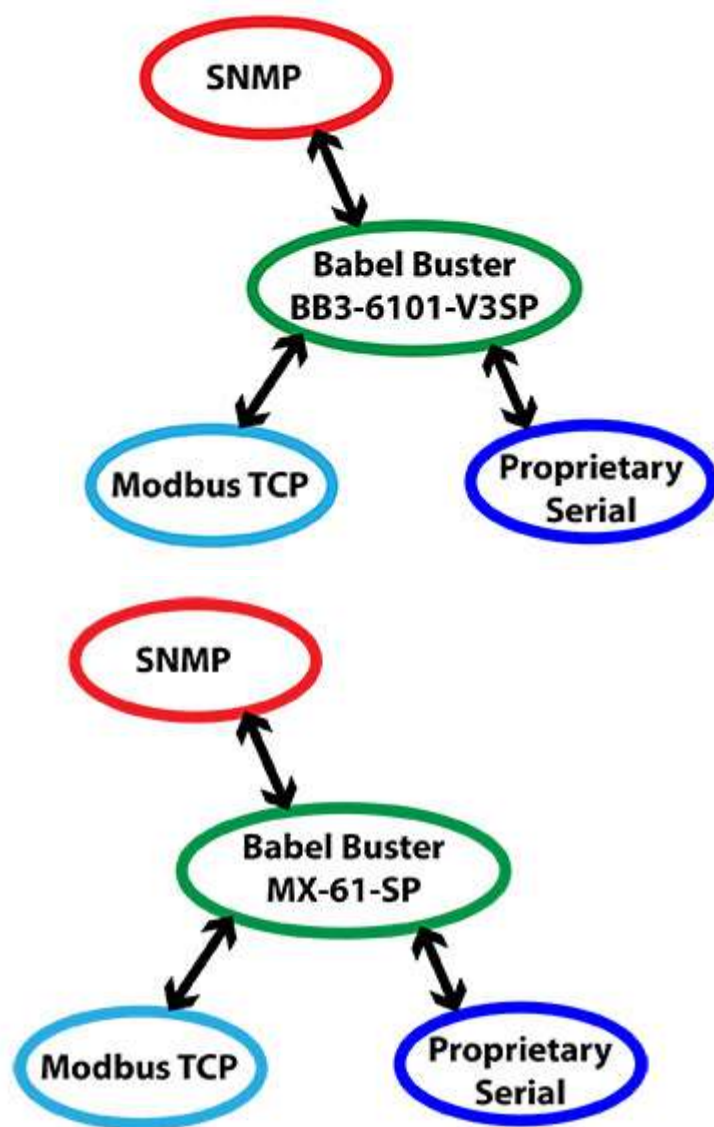 SNMP
Babel Buster
BB3-6101-V3SP
Modbus TCP
Proprietary
Serial
SNMP
Babel Buster
MX-61-SP
Modbus TCP
Proprietary
Serial